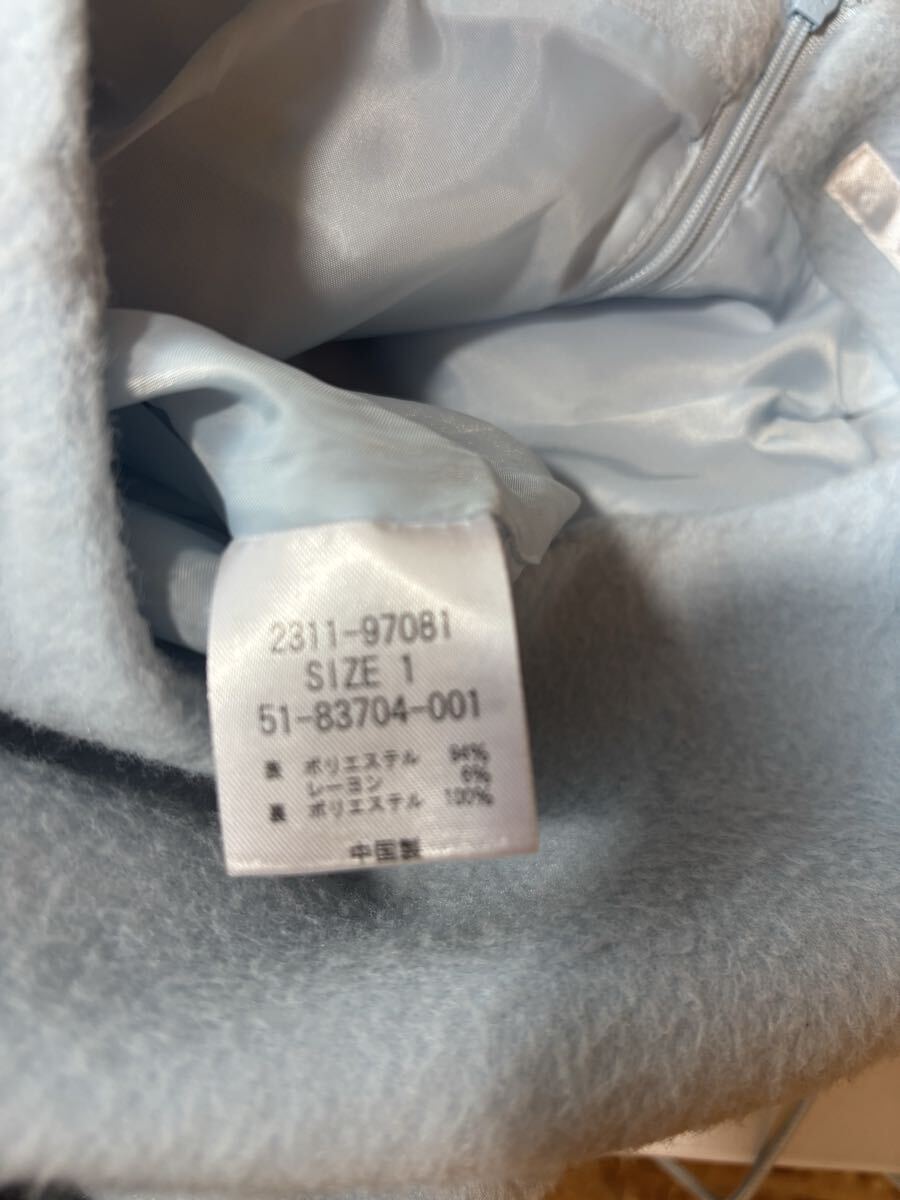 2311-97081
SIZE 1
51-83704-001
表 ポリエステル 94%
レーヨン 6%
裏 ポリエステル 100%
中国製